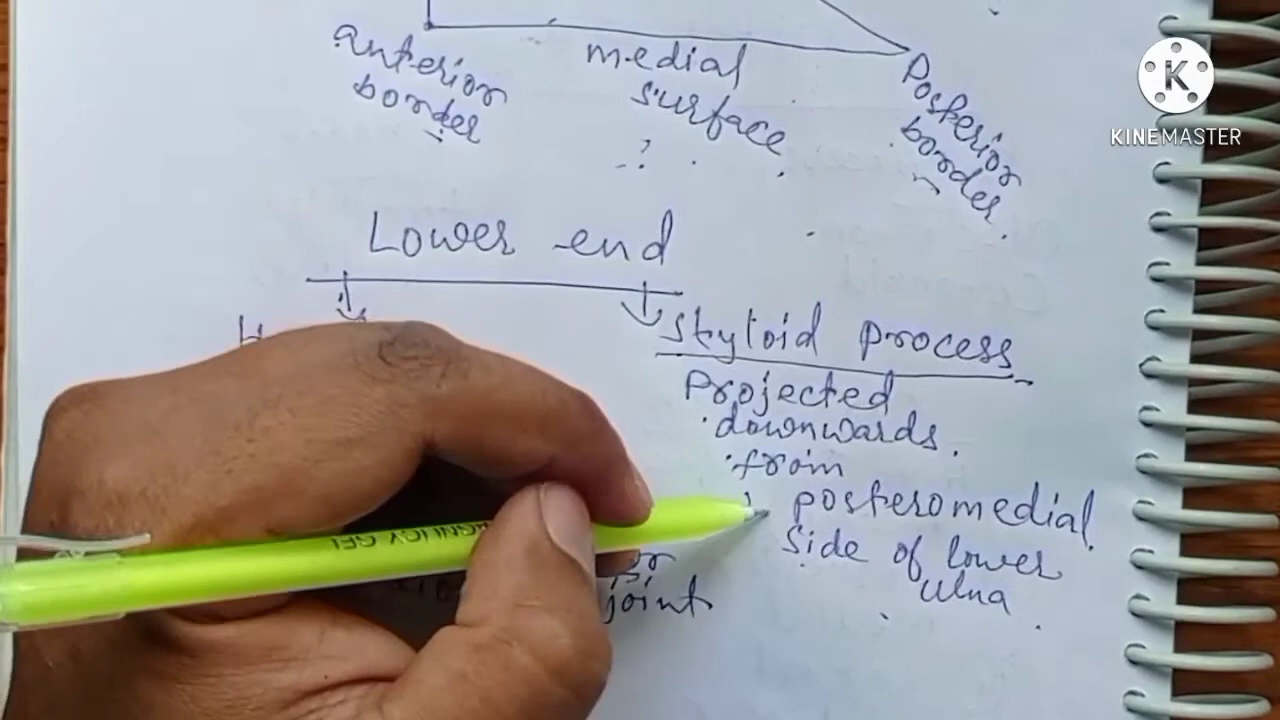 anterior
border
medial
surface
Posterior
border.
KINEMASTER
Lower end
Styloid process
Projected
downwards.
from
posteromedial
side of lower
ulna
joint